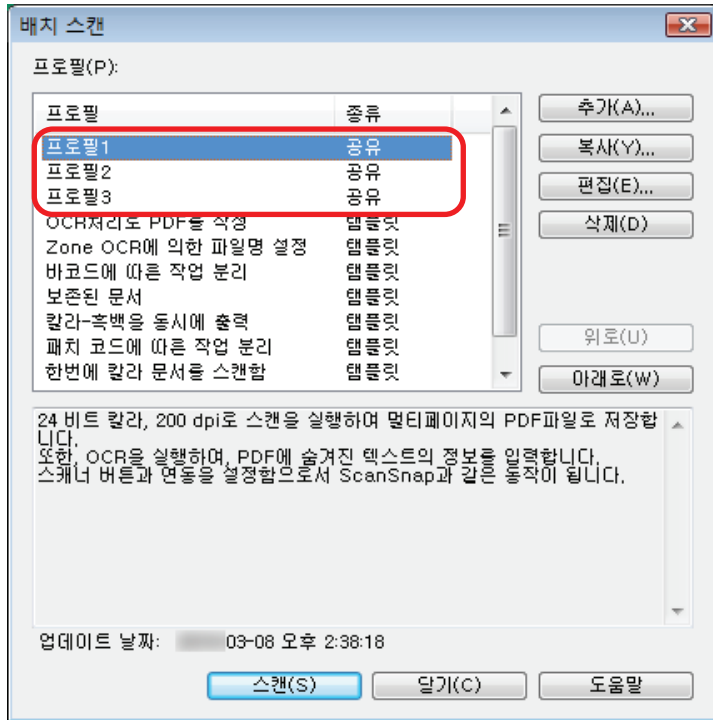 배치 스캔
프로필(P):
프로필 종류
프로필1 공유
프로필2 공유
프로필3 공유
OCR처리로 PDF를 작성 탬플릿
Zone OCR에 의한 파일명 설정 탬플릿
바코드에 따른 작업 분리 탬플릿
보존된 문서 탬플릿
칼라-흑백을 동시에 출력 탬플릿
패치 코드에 따른 작업 분리 탬플릿
한번에 칼라 문서를 스캔함 탬플릿
추가(A)...
복사(Y)...
편집(E)...
삭제(D)
위로(U)
아래로(W)
24 비트 칼라, 200 dpi로 스캔을 실행하여 멀티페이지의 PDF파일로 저장합
니다.
또한, OCR을 실행하여, PDF에 숨겨진 텍스트의 정보를 입력합니다.
스캐너 버튼과 연동을 설정함으로서 ScanSnap과 같은 동작이 됩니다.
업데이트 날짜: 03-08 오후 2:38:18
스캔(S) 닫기(C) 도움말